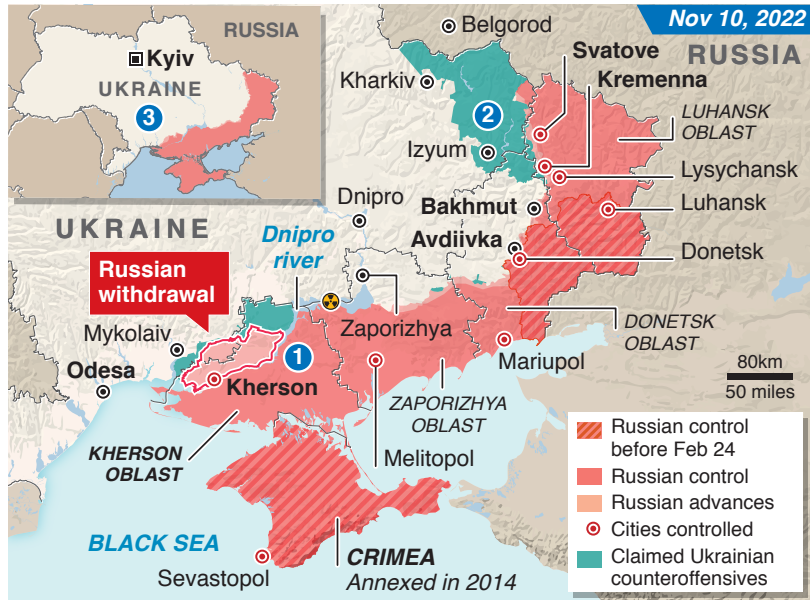 Nov 10, 2022
RUSSIA
Kyiv
UKRAINE
3
Belgorod
Svatove
RUSSIA
Kremenna
Kharkiv
2
LUHANSK
OBLAST
Izyum
Lysychansk
Dnipro
Bakhmut
Luhansk
UKRAINE
Dnipro
river
Avdiivka
Donetsk
Russian
withdrawal
Zaporizhya
DONETSK
OBLAST
Mykolaiv
1
Mariupol
Odesa
Kherson
80km
50 miles
ZAPORIZHYA
OBLAST
KHERSON
OBLAST
Melitopol
Russian control
before Feb 24
Russian control
Russian advances
Cities controlled
Claimed Ukrainian
counteroffensives
BLACK SEA
CRIMEA
Annexed in 2014
Sevastopol